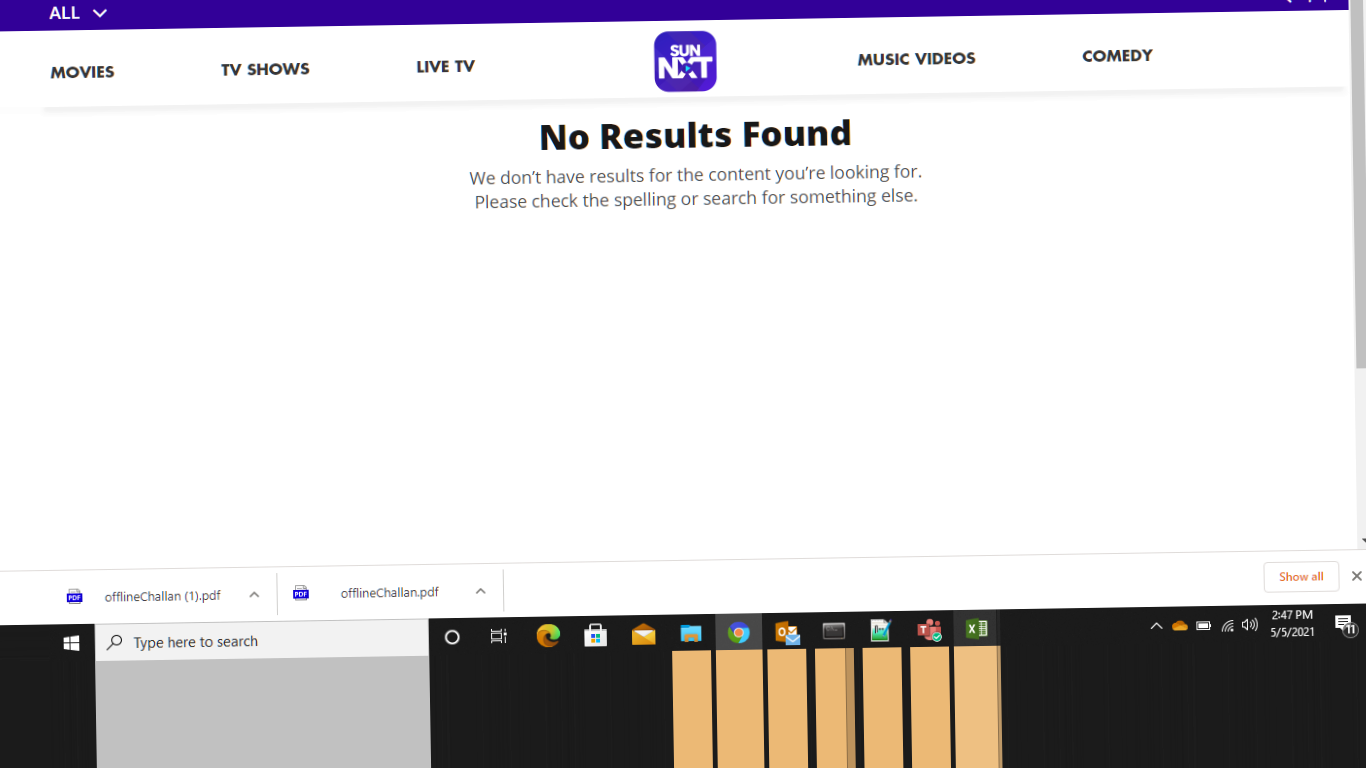 ALL
MOVIES TV SHOWS LIVE TV SUN NXT MUSIC VIDEOS COMEDY
No Results Found
We don’t have results for the content you’re looking for.
Please check the spelling or search for something else.
offlineChallan (1).pdf offlineChallan.pdf Show all
Type here to search
2:47 PM
5/5/2021
11